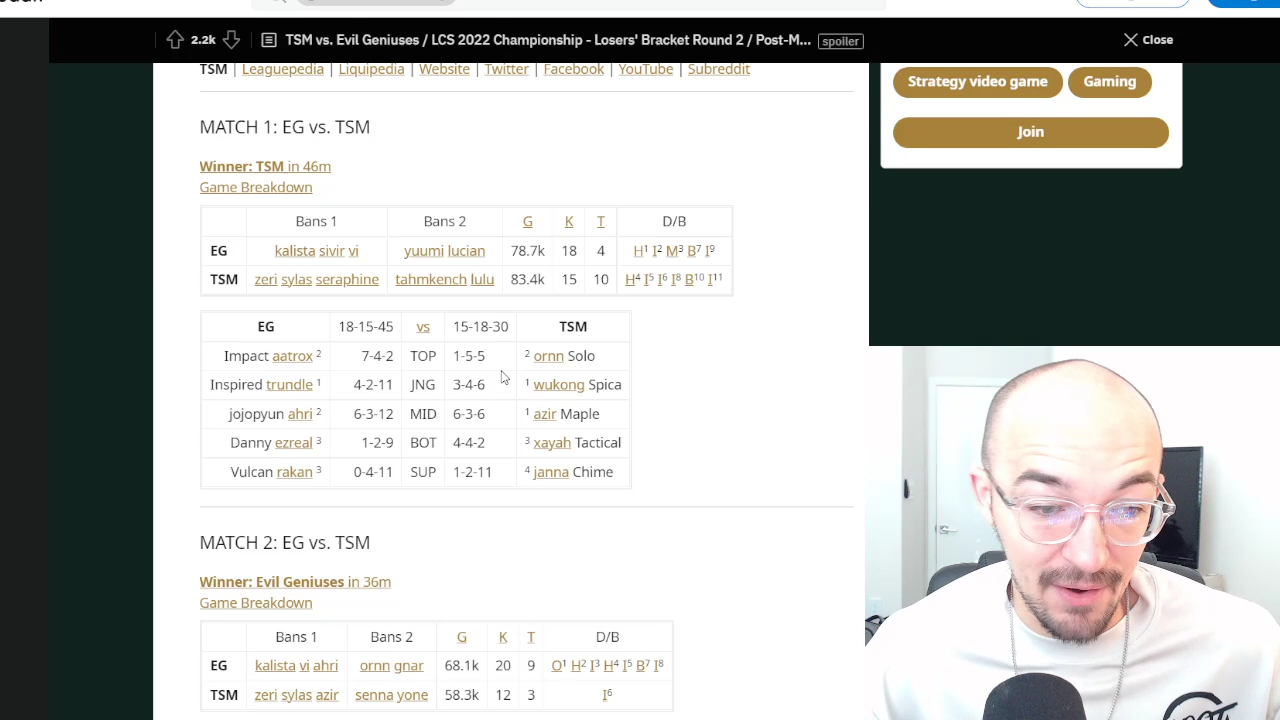 2.2k TSM vs. Evil Geniuses / LCS 2022 Championship - Losers' Bracket Round 2 / Post-M... spoiler Close
TSM | Leaguepedia | Liquipedia | Website | Twitter | Facebook | YouTube | Subreddit
Strategy video game Gaming
Join
MATCH 1: EG vs. TSM
Winner: TSM in 46m
Game Breakdown
Bans 1 Bans 2 G K T D/B
EG kalista sivir vi yuumi lucian 78.7k 18 4 H¹ I² M³ B⁷ I⁹
TSM zeri sylas seraphine tahmkench lulu 83.4k 15 10 H⁴ I⁵ I⁶ I⁸ B¹⁰ I¹¹
EG 18-15-45 vs 15-18-30 TSM
Impact aatrox ² 7-4-2 TOP 1-5-5 ² ornn Solo
Inspired trundle ¹ 4-2-11 JNG 3-4-6 ¹ wukong Spica
jojopyun ahri ² 6-3-12 MID 6-3-6 ¹ azir Maple
Danny ezreal ³ 1-2-9 BOT 4-4-2 ³ xayah Tactical
Vulcan rakan ³ 0-4-11 SUP 1-2-11 ⁴ janna Chime
MATCH 2: EG vs. TSM
Winner: Evil Geniuses in 36m
Game Breakdown
Bans 1 Bans 2 G K T D/B
EG kalista vi ahri ornn gnar 68.1k 20 9 O¹ H² I³ H⁴ I⁵ B⁷ I⁸
TSM zeri sylas azir senna yone 58.3k 12 3 I⁶